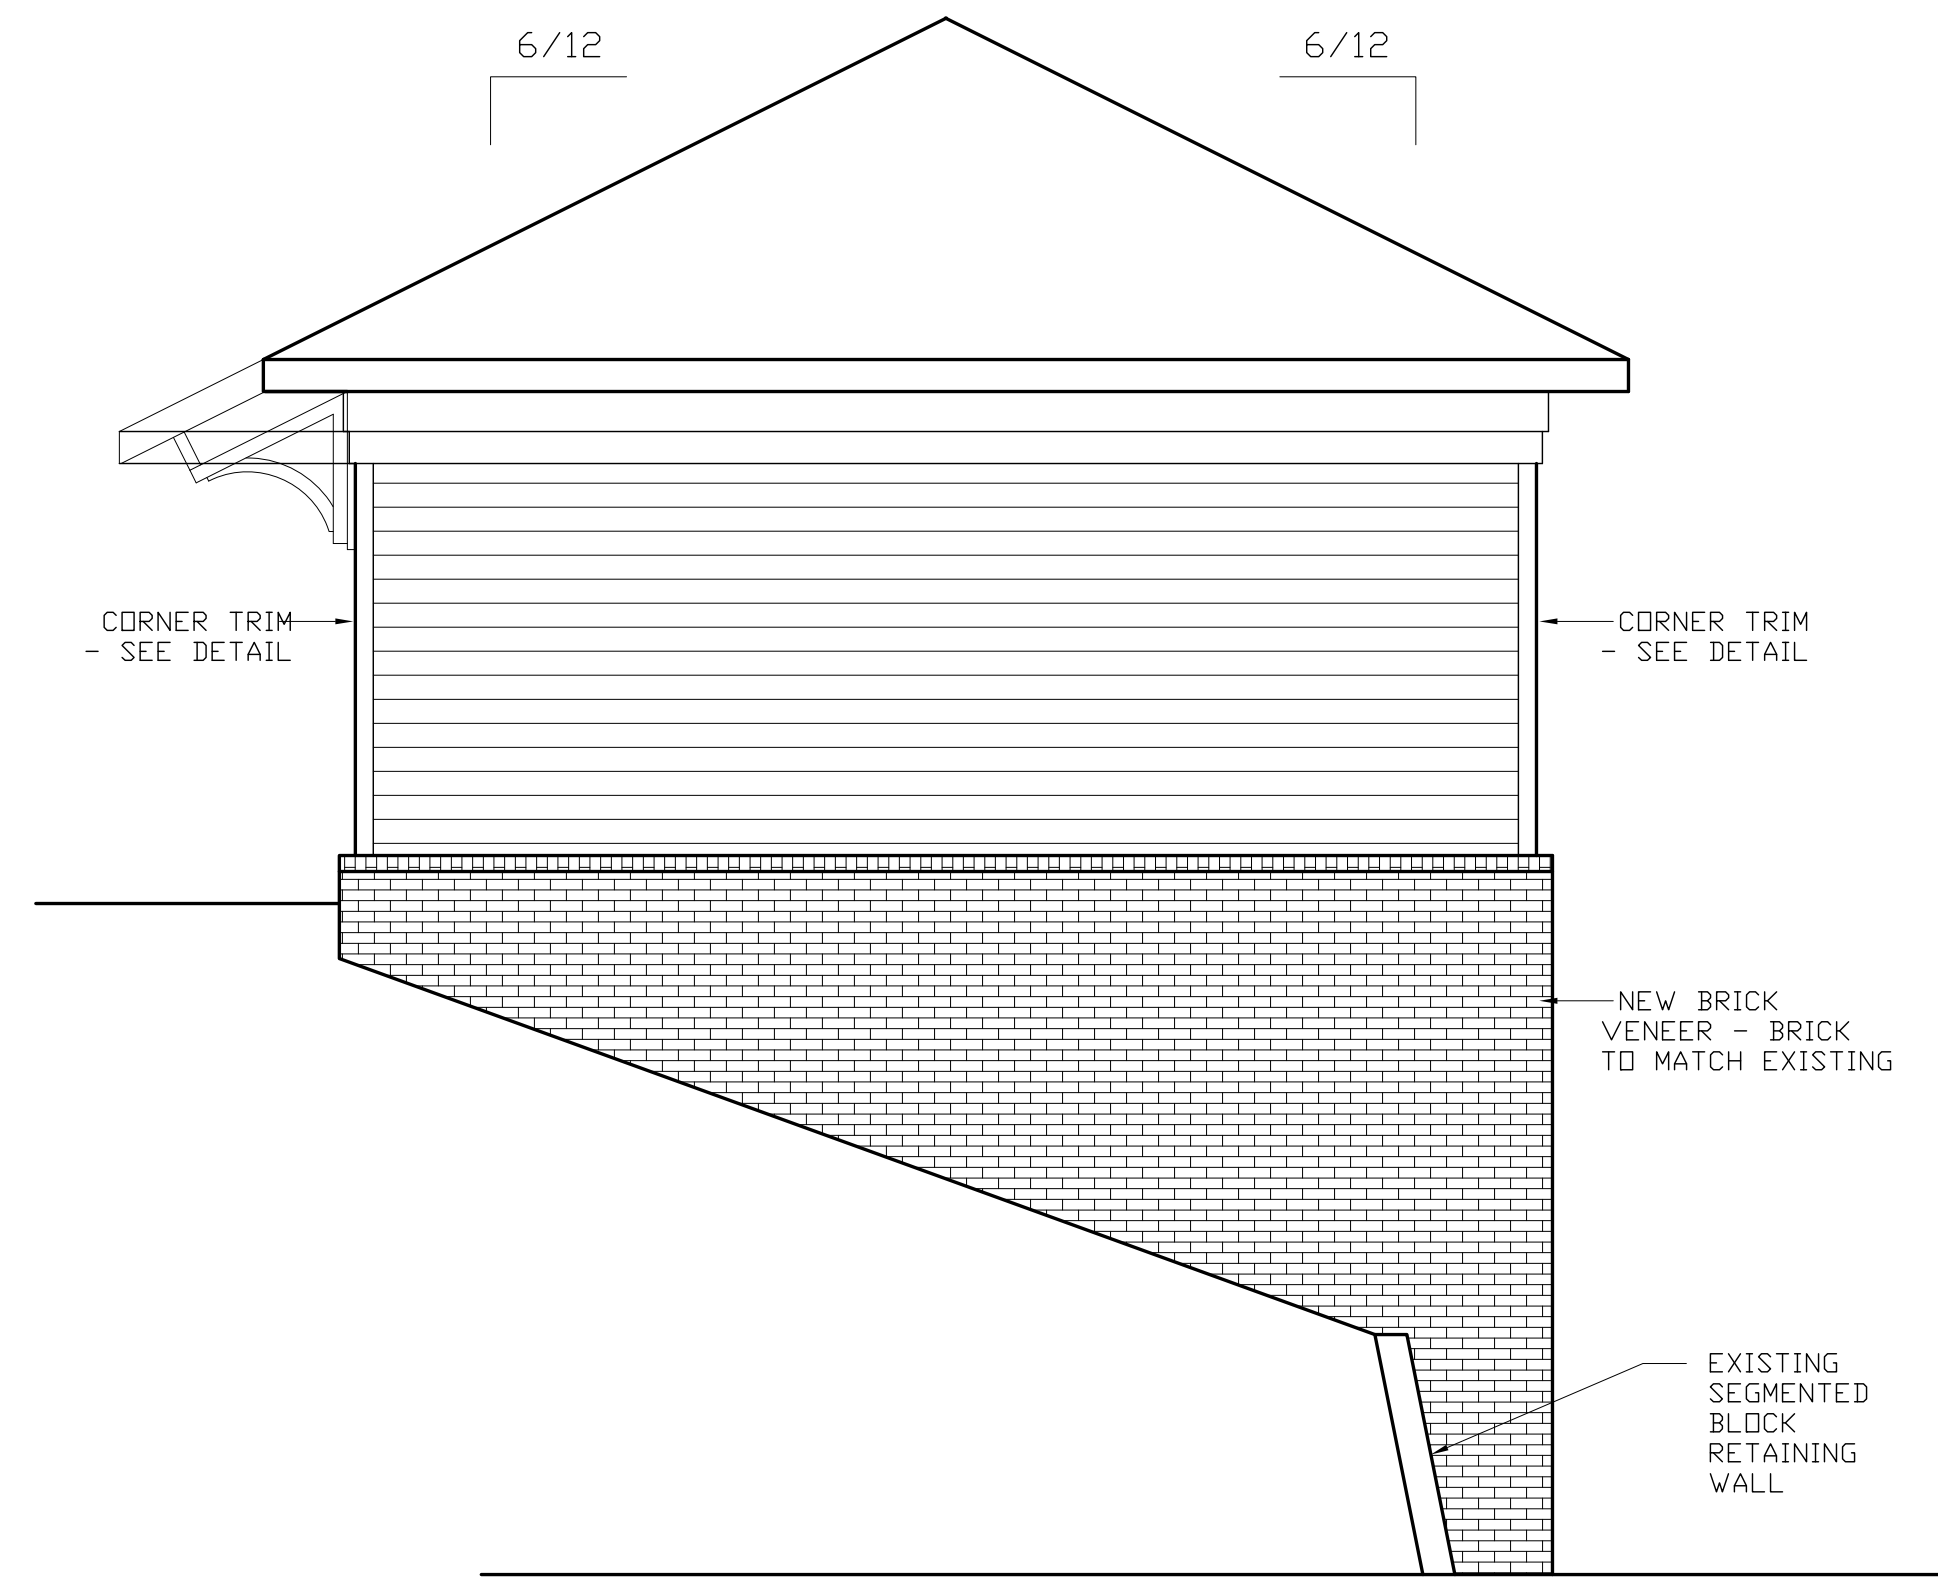 6/12
6/12
CORNER TRIM
- SEE DETAIL
CORNER TRIM
- SEE DETAIL
NEW BRICK
VENEER - BRICK
TO MATCH EXISTING
EXISTING
SEGMENTED
BLOCK
RETAINING
WALL